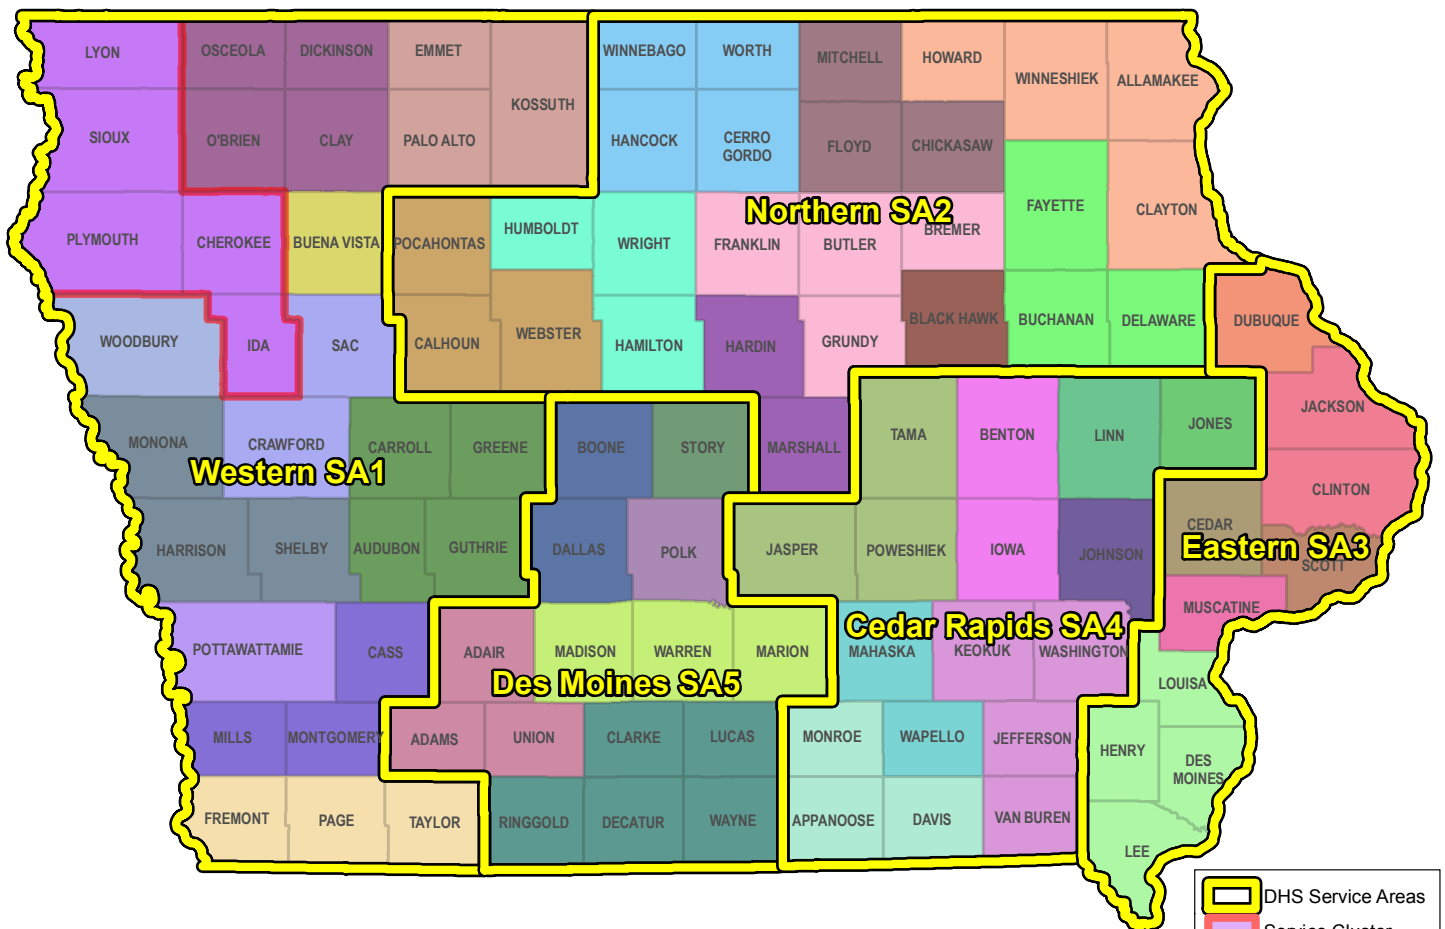 LYON
OSCEOLA
DICKINSON
EMMET
KOSSUTH
WINNEBAGO
WORTH
MITCHELL
HOWARD
WINNESHIEK
ALLAMAKEE
SIOUX
O'BRIEN
CLAY
PALO ALTO
HANCOCK
CERRO
GORDO
FLOYD
CHICKASAW
FAYETTE
CLAYTON
PLYMOUTH
CHEROKEE
BUENA VISTA
POCAHONTAS
HUMBOLDT
WRIGHT
FRANKLIN
BUTLER
BREMER
Northern SA2
WOODBURY
IDA
SAC
CALHOUN
WEBSTER
HAMILTON
HARDIN
GRUNDY
BLACK HAWK
BUCHANAN
DELAWARE
DUBUQUE
MONONA
CRAWFORD
CARROLL
GREENE
BOONE
STORY
MARSHALL
TAMA
BENTON
LINN
JONES
JACKSON
Western SA1
CLINTON
HARRISON
SHELBY
AUDUBON
GUTHRIE
DALLAS
POLK
JASPER
POWESHIEK
IOWA
JOHNSON
CEDAR
Eastern SA3
SCOTT
MUSCATINE
POTTAWATTAMIE
CASS
ADAIR
MADISON
WARREN
MARION
Cedar Rapids SA4
MAHASKA
KEOKUK
WASHINGTON
LOUISA
Des Moines SA5
MILLS
MONTGOMERY
ADAMS
UNION
CLARKE
LUCAS
MONROE
WAPELLO
JEFFERSON
HENRY
DES
MOINES
FREMONT
PAGE
TAYLOR
RINGGOLD
DECATUR
WAYNE
APPANOOSE
DAVIS
VAN BUREN
LEE
DHS Service Areas
Service Cluster